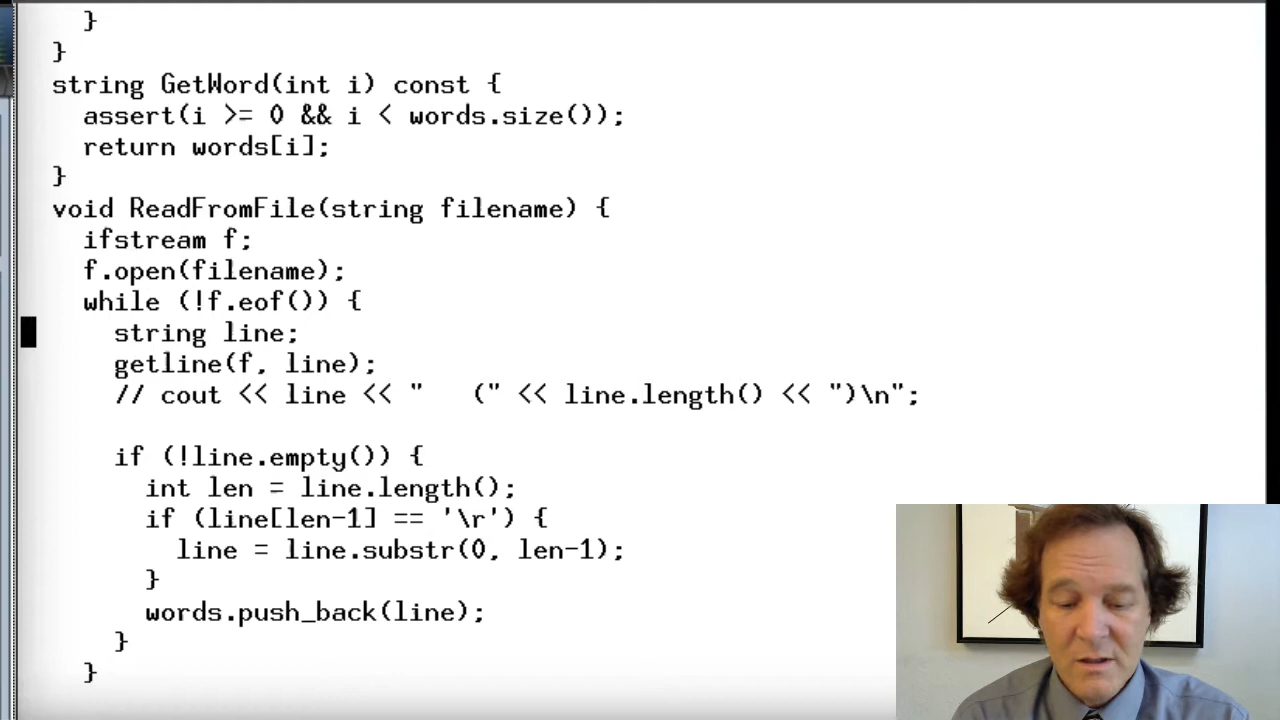 }
}
string GetWord(int i) const {
assert(i >= 0 && i < words.size());
return words[i];
}
void ReadFromFile(string filename) {
ifstream f;
f.open(filename);
while (!f.eof()) {
string line;
getline(f, line);
// cout << line << "   (" << line.length() << ")\n";
if (!line.empty()) {
int len = line.length();
if (line[len-1] == '\r') {
line = line.substr(0, len-1);
}
words.push_back(line);
}
}